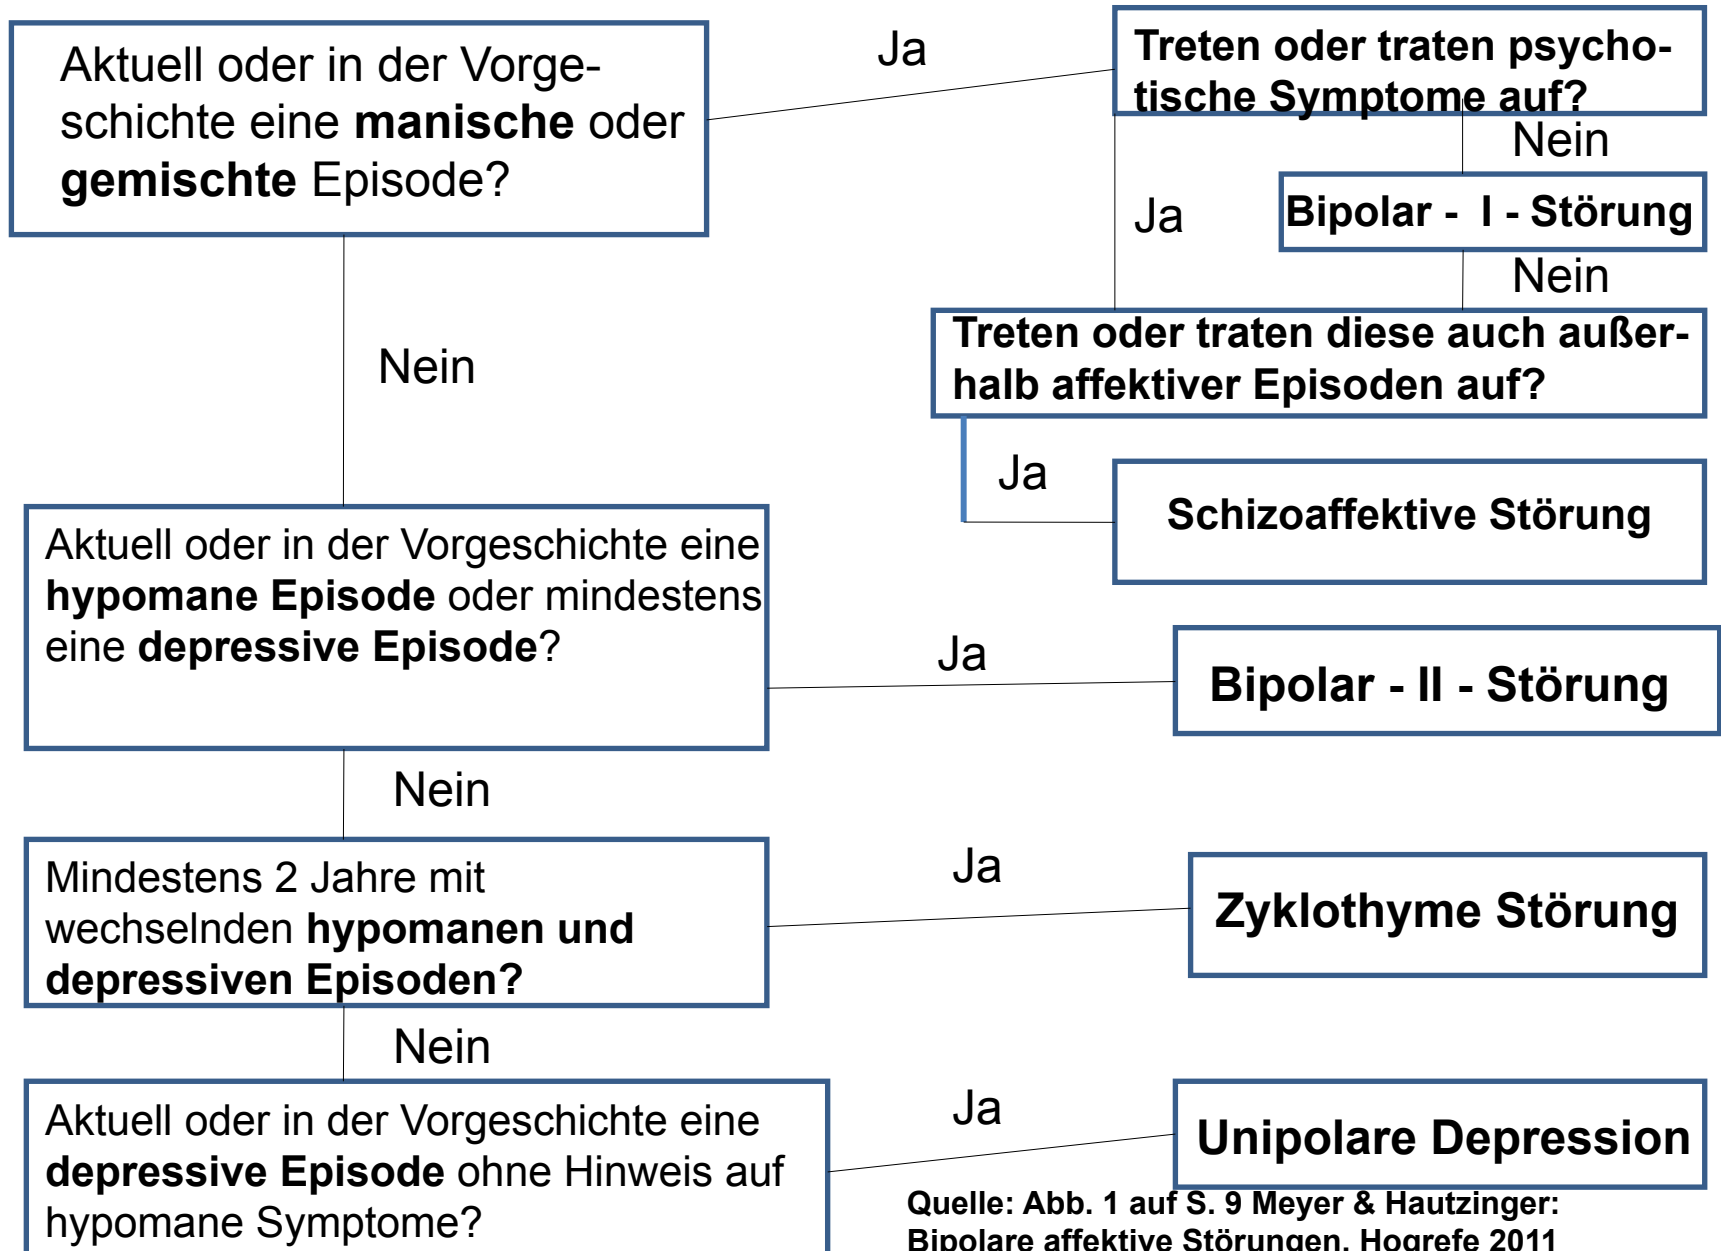 Aktuell oder in der Vorge-
schichte eine manische oder
gemischte Episode?
Ja
Treten oder traten psycho-
tische Symptome auf?
Nein
Ja
Bipolar - I - Störung
Nein
Treten oder traten diese auch außer-
halb affektiver Episoden auf?
Nein
Ja
Schizoaffektive Störung
Aktuell oder in der Vorgeschichte eine
hypomane Episode oder mindestens
eine depressive Episode?
Ja
Bipolar - II - Störung
Nein
Mindestens 2 Jahre mit
wechselnden hypomanen und
depressiven Episoden?
Ja
Zyklothyme Störung
Nein
Aktuell oder in der Vorgeschichte eine
depressive Episode ohne Hinweis auf
hypomane Symptome?
Ja
Unipolare Depression
Quelle: Abb. 1 auf S. 9 Meyer & Hautzinger:
Bipolare affektive Störungen. Hogrefe 2011